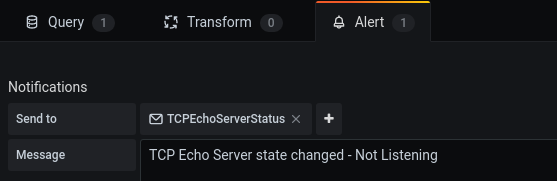 Query 1 Transform 0 Alert 1
Notifications
Send to TCPEchoServerStatus × +
Message TCP Echo Server state changed - Not Listening